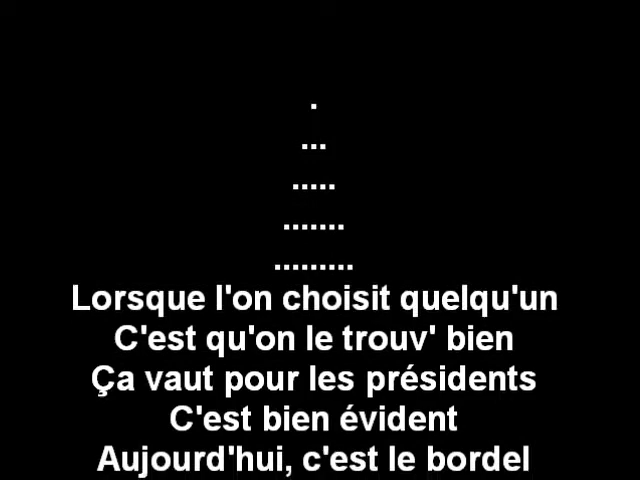 .
...
.....
.......
.........
Lorsque l'on choisit quelqu'un
C'est qu'on le trouv' bien
Ça vaut pour les présidents
C'est bien évident
Aujourd'hui, c'est le bordel